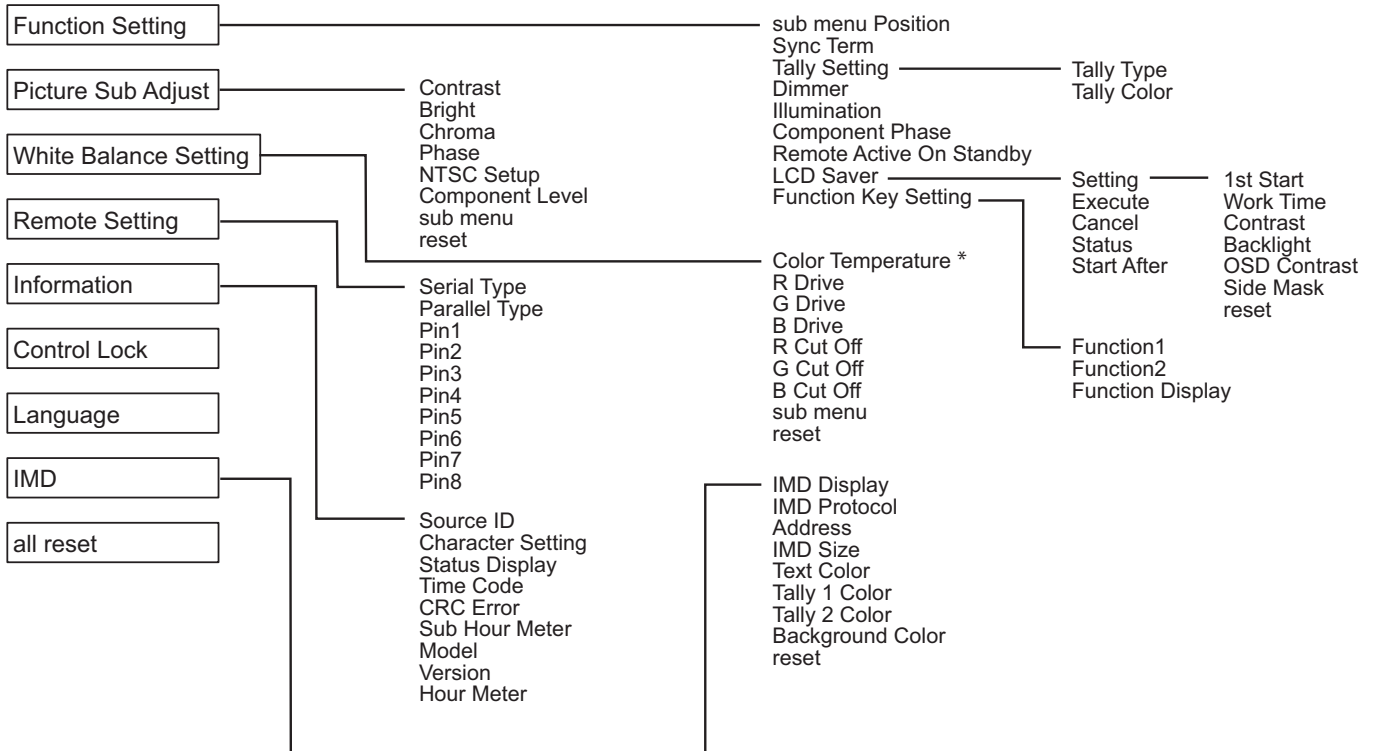 Function Setting
Picture Sub Adjust
White Balance Setting
Remote Setting
Information
Control Lock
Language
IMD
all reset
Contrast
Bright
Chroma
Phase
NTSC Setup
Component Level
sub menu
reset
Serial Type
Parallel Type
Pin1
Pin2
Pin3
Pin4
Pin5
Pin6
Pin7
Pin8
Source ID
Character Setting
Status Display
Time Code
CRC Error
Sub Hour Meter
Model
Version
Hour Meter
sub menu Position
Sync Term
Tally Setting
Dimmer
Illumination
Component Phase
Remote Active On Standby
LCD Saver
Function Key Setting
Color Temperature *
R Drive
G Drive
B Drive
R Cut Off
G Cut Off
B Cut Off
sub menu
reset
IMD Display
IMD Protocol
Address
IMD Size
Text Color
Tally 1 Color
Tally 2 Color
Background Color
reset
Tally Type
Tally Color
Setting
Execute
Cancel
Status
Start After
Function1
Function2
Function Display
1st Start
Work Time
Contrast
Backlight
OSD Contrast
Side Mask
reset